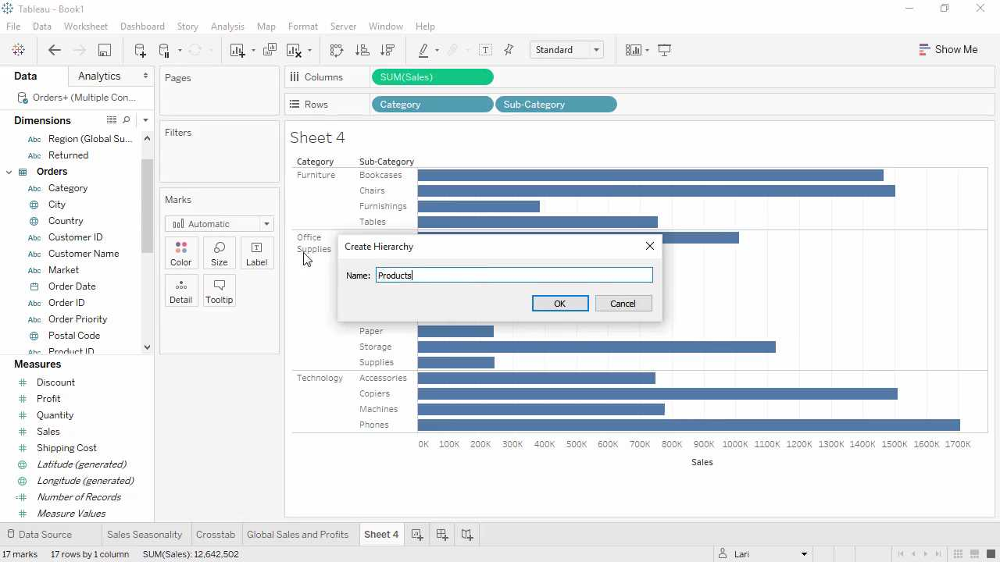 Tableau - Book1
File Data Worksheet Dashboard Story Analysis Map Format Server Window Help
Standard
Show Me
Data Analytics
Orders+ (Multiple Con...
Dimensions
Region (Global Su...
Returned
Orders
Category
City
Country
Customer ID
Customer Name
Market
Order Date
Order ID
Order Priority
Postal Code
Product ID
Measures
Discount
Profit
Quantity
Sales
Shipping Cost
Latitude (generated)
Longitude (generated)
Number of Records
Measure Values
Pages
Filters
Marks
Automatic
Color Size Label
Detail Tooltip
Columns SUM(Sales)
Rows Category Sub-Category
Sheet 4
Category Sub-Category
Furniture Bookcases
Chairs
Furnishings
Tables
Office
Supplies
Create Hierarchy
Name: Products
OK Cancel
Paper
Storage
Supplies
Technology Accessories
Copiers
Machines
Phones
0K 100K 200K 300K 400K 500K 600K 700K 800K 900K 1000K 1100K 1200K 1300K 1400K 1500K 1600K 1700K
Sales
Data Source Sales Seasonality Crosstab Global Sales and Profits Sheet 4
17 marks 17 rows by 1 column SUM(Sales): 12,642,502 Lari